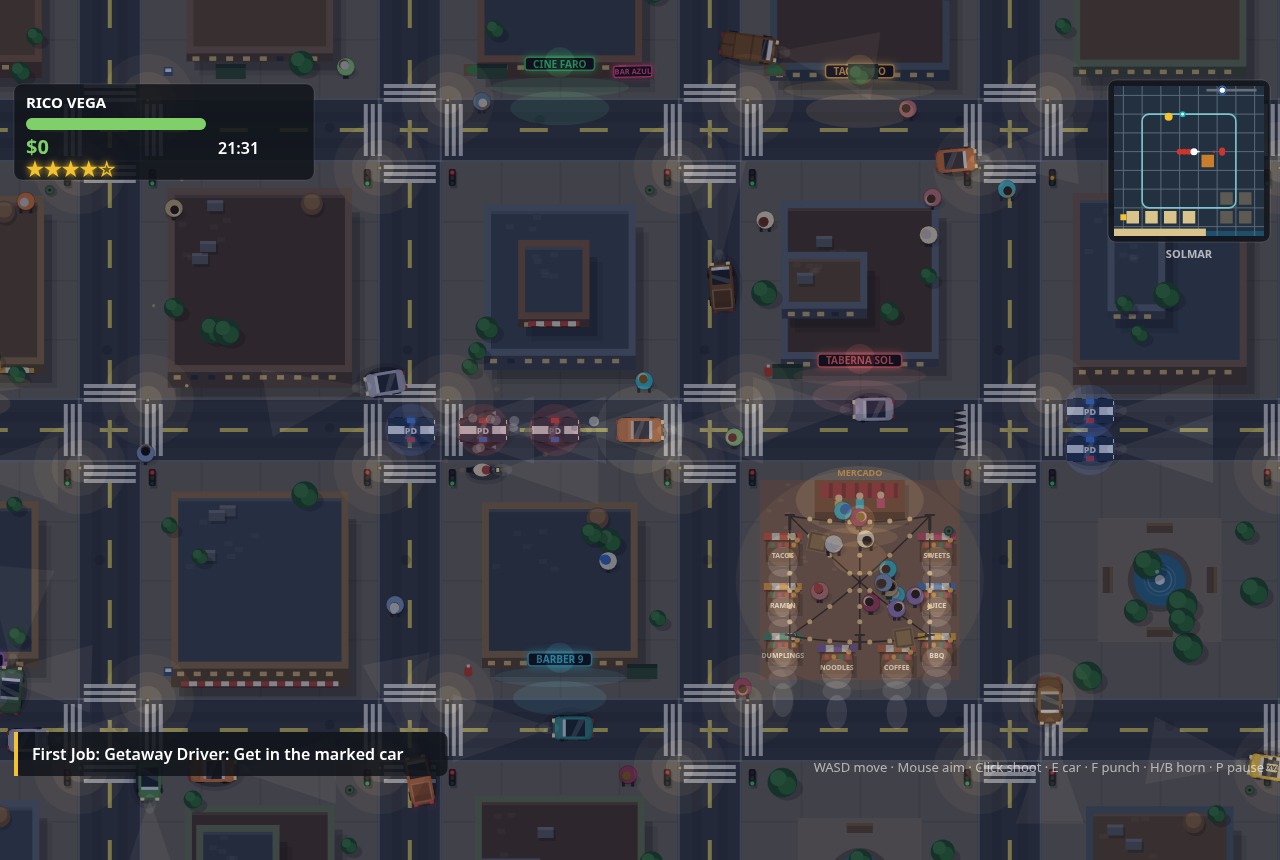 CINE FARO
BAR AZUL
RICO VEGA
$0
21:31
SOLMAR
TABERNA SOL
PD
PD
PD
PD
PD
MERCADO
TACOS
SWEETS
RAMEN
JUICE
DUMPLINGS
NOODLES
COFFEE
BBQ
BARBER 9
First Job: Getaway Driver: Get in the marked car
WASD move · Mouse aim · Click shoot · E car · F punch · H/B horn · P pause